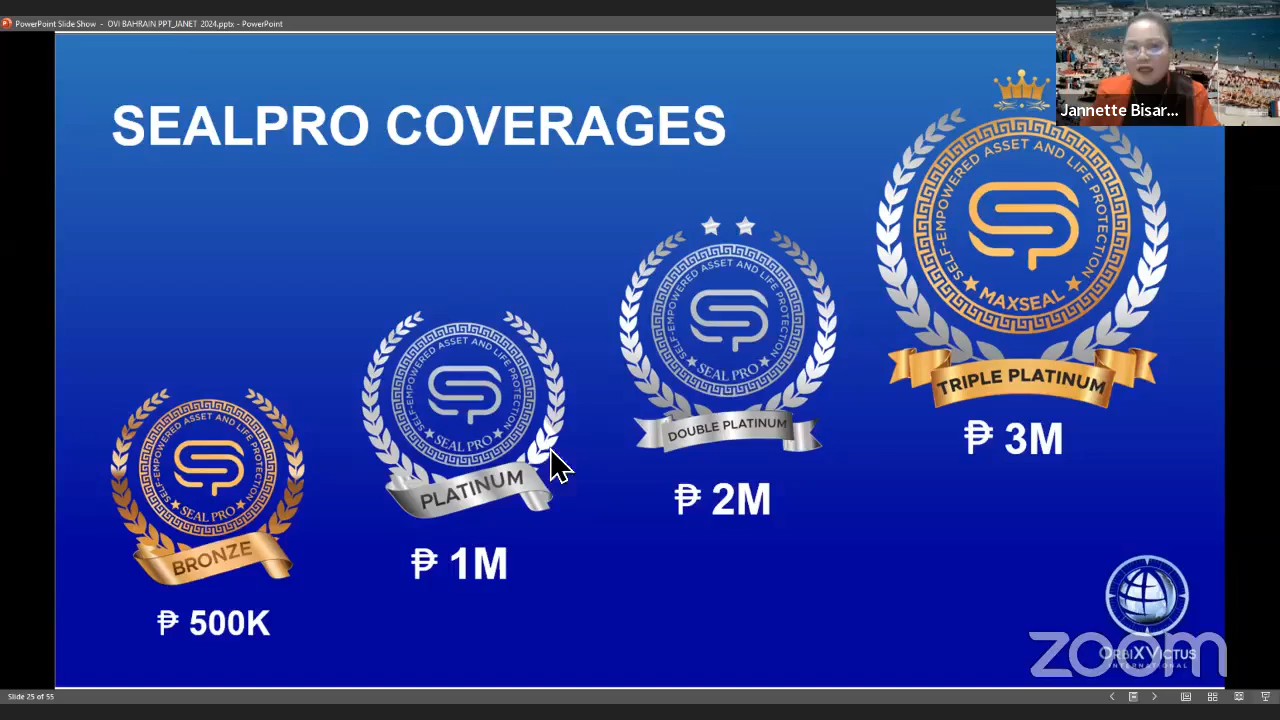 PowerPoint Slide Show - OVI BAHRAIN PPT_JANET 2024.pptx - PowerPoint
Jannette Bisar...
SEALPRO COVERAGES
SELF-EMPOWERED ASSET AND LIFE PROTECTION
MAXSEAL
TRIPLE PLATINUM
₱ 3M
SELF-EMPOWERED ASSET AND LIFE PROTECTION
SEAL PRO
DOUBLE PLATINUM
₱ 2M
SELF-EMPOWERED ASSET AND LIFE PROTECTION
SEAL PRO
PLATINUM
₱ 1M
SELF-EMPOWERED ASSET AND LIFE PROTECTION
SEAL PRO
BRONZE
₱ 500K
ORBIXVICTUS
INTERNATIONAL
zoom
Slide 25 of 55